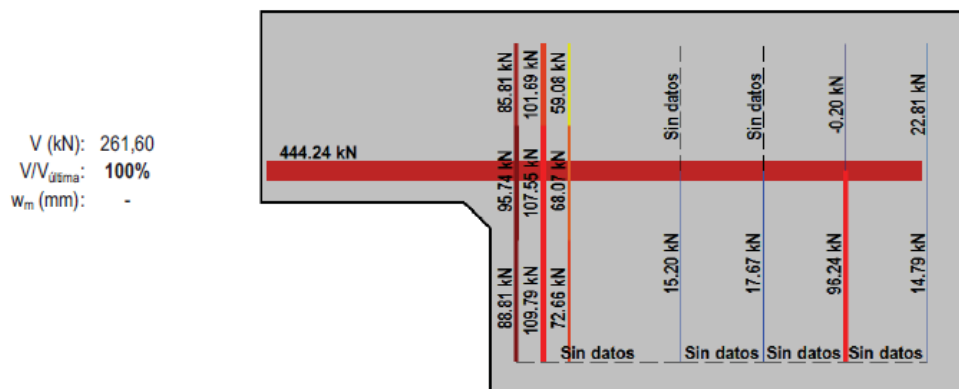 V (kN): 261,60
V/Vúltima: 100%
wm (mm): -
444.24 kN
85.81 kN
101.69 kN
59.08 kN
Sin datos
Sin datos
-0.20 kN
22.81 kN
95.74 kN
107.55 kN
68.07 kN
88.81 kN
109.79 kN
72.66 kN
15.20 kN
17.67 kN
96.24 kN
14.79 kN
Sin datos
Sin datos
Sin datos
Sin datos